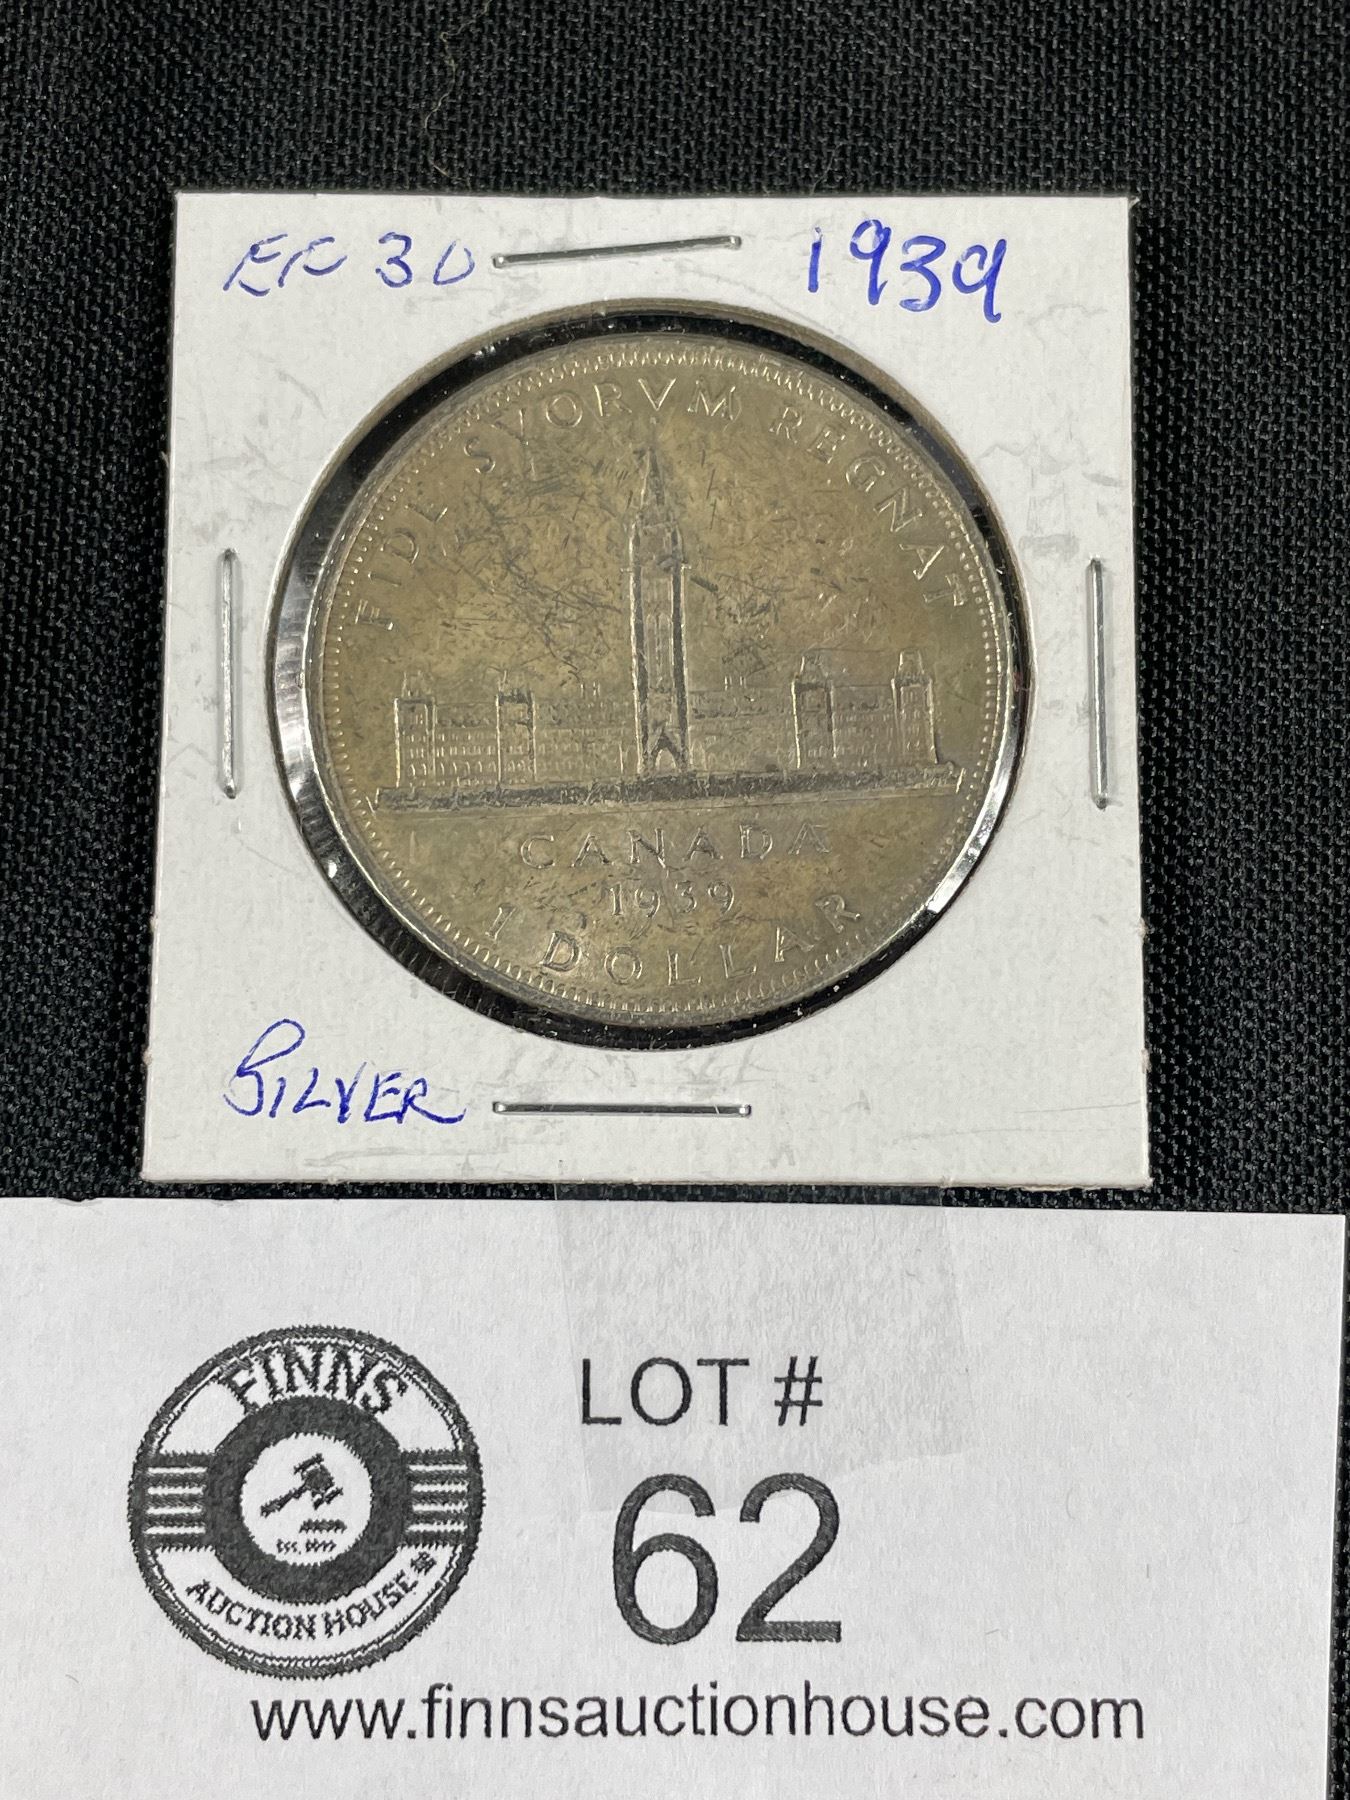 EF 30
1939
FIDE SVORVM REGNAT
CANADA
1939
1 DOLLAR
SILVER
FINNS
AUCTION HOUSE
LOT #
62
www.finnsauctionhouse.com